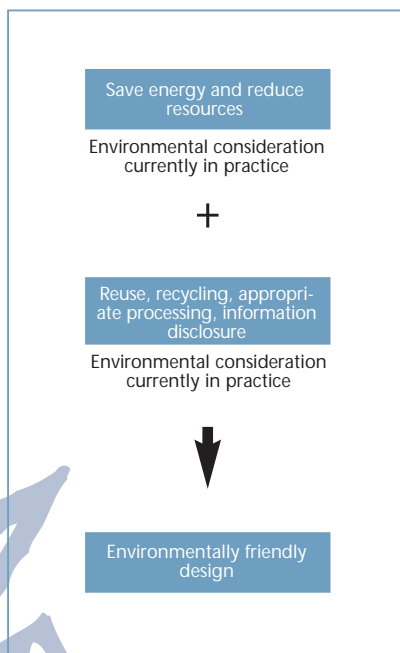 Save energy and reduce
resources
Environmental consideration
currently in practice
+
Reuse, recycling, appropri-
ate processing, information
disclosure
Environmental consideration
currently in practice
Environmentally friendly
design